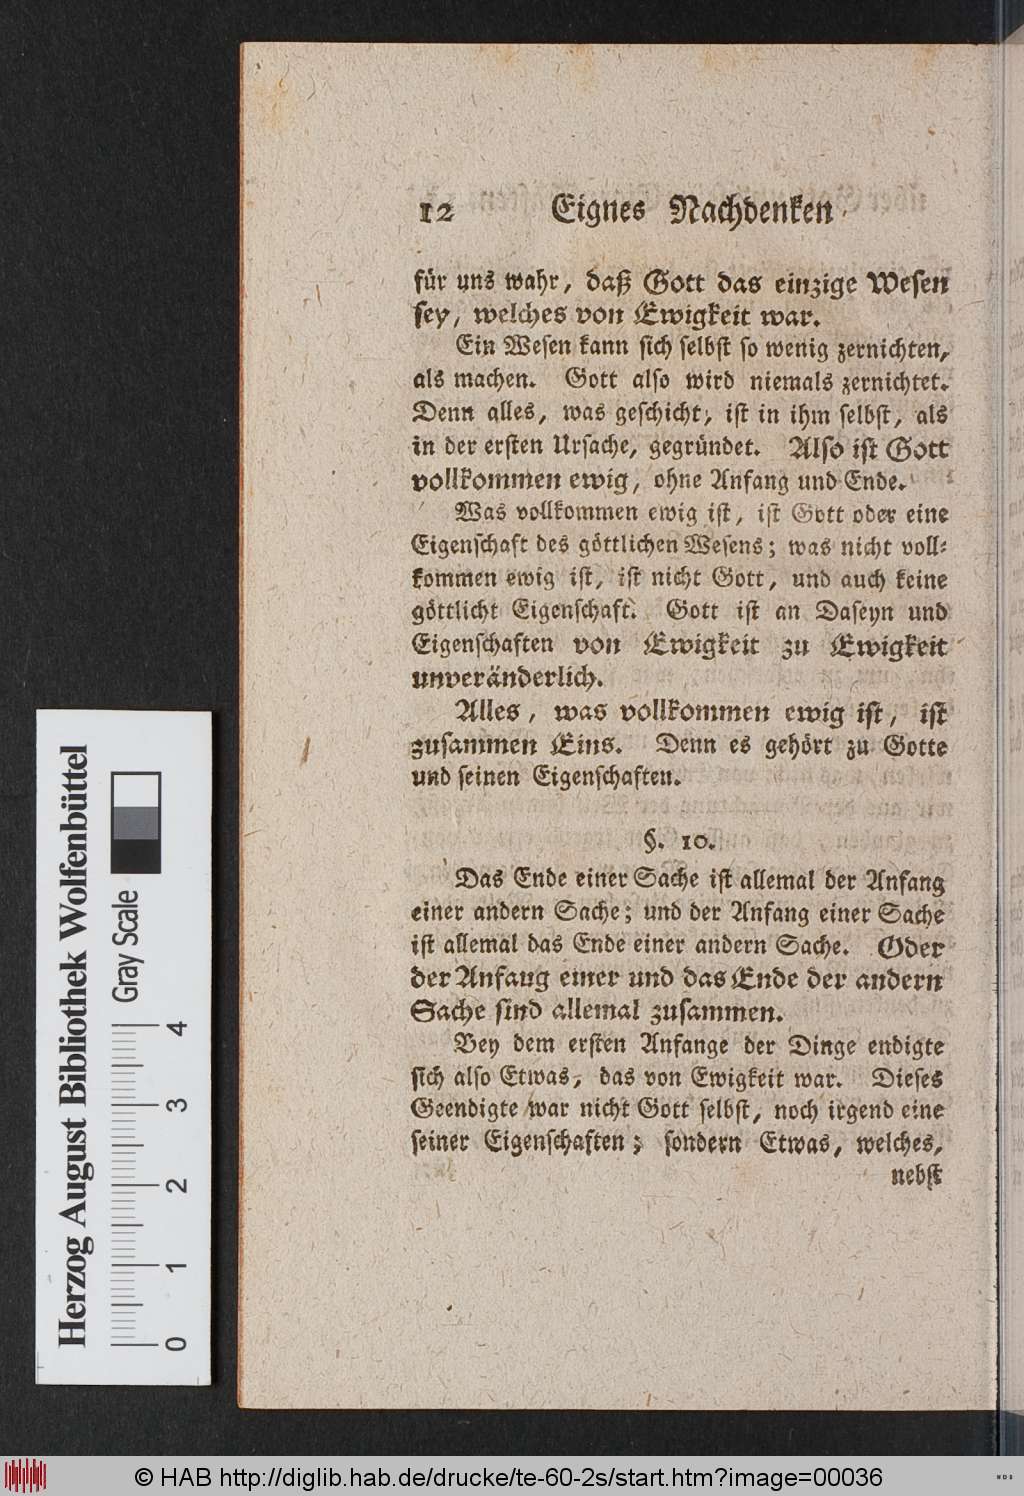 12 Eignes Nachdenken
für uns wahr, daß Gott das einzige Wesen
sey, welches von Ewigkeit war.
Ein Wesen kann sich selbst so wenig zernichten,
als machen. Gott also wird niemals zernichtet.
Denn alles, was geschicht, ist in ihm selbst, als
in der ersten Ursache, gegründet. Also ist Gott
vollkommen ewig, ohne Anfang und Ende.
Was vollkommen ewig ist, ist Gott oder eine
Eigenschaft des göttlichen Wesens; was nicht voll-
kommen ewig ist, ist nicht Gott, und auch keine
göttlicht Eigenschaft. Gott ist an Daseyn und
Eigenschaften von Ewigkeit zu Ewigkeit
unveränderlich.
Alles, was vollkommen ewig ist, ist
zusammen Eins. Denn es gehört zu Gotte
und seinen Eigenschaften.
§. 10.
Das Ende einer Sache ist allemal der Anfang
einer andern Sache; und der Anfang einer Sache
ist allemal das Ende einer andern Sache. Oder
der Anfang einer und das Ende der andern
Sache sind allemal zusammen.
Bey dem ersten Anfange der Dinge endigte
sich also Etwas, das von Ewigkeit war. Dieses
Geendigte war nicht Gott selbst, noch irgend eine
seiner Eigenschaften; sondern Etwas, welches,
nebst
Herzog August Bibliothek Wolfenbüttel
Gray Scale
0 1 2 3 4
© HAB http://diglib.hab.de/drucke/te-60-2s/start.htm?image=00036